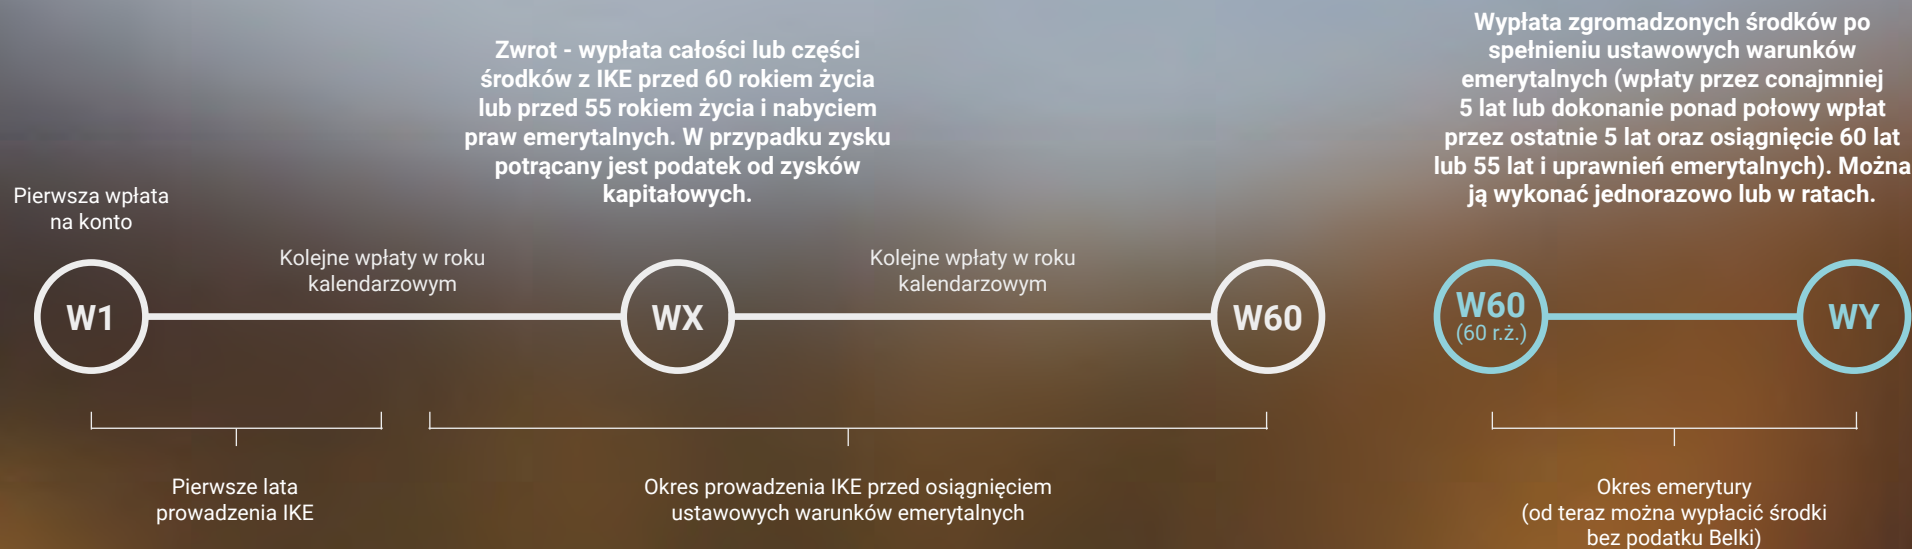 Pierwsza wpłata
na konto
W1
Kolejne wpłaty w roku
kalendarzowym
Zwrot - wypłata całości lub części
środków z IKE przed 60 rokiem życia
lub przed 55 rokiem życia i nabyciem
praw emerytalnych. W przypadku zysku
potrącany jest podatek od zysków
kapitałowych.
WX
Kolejne wpłaty w roku
kalendarzowym
W60
Wypłata zgromadzonych środków po
spełnieniu ustawowych warunków
emerytalnych (wpłaty przez conajmniej
5 lat lub dokonanie ponad połowy wpłat
przez ostatnie 5 lat oraz osiągnięcie 60 lat
lub 55 lat i uprawnień emerytalnych). Można
ją wykonać jednorazowo lub w ratach.
W60
(60 r.ż.)
WY
Pierwsze lata
prowadzenia IKE
Okres prowadzenia IKE przed osiągnięciem
ustawowych warunków emerytalnych
Okres emerytury
(od teraz można wypłacić środki
bez podatku Belki)